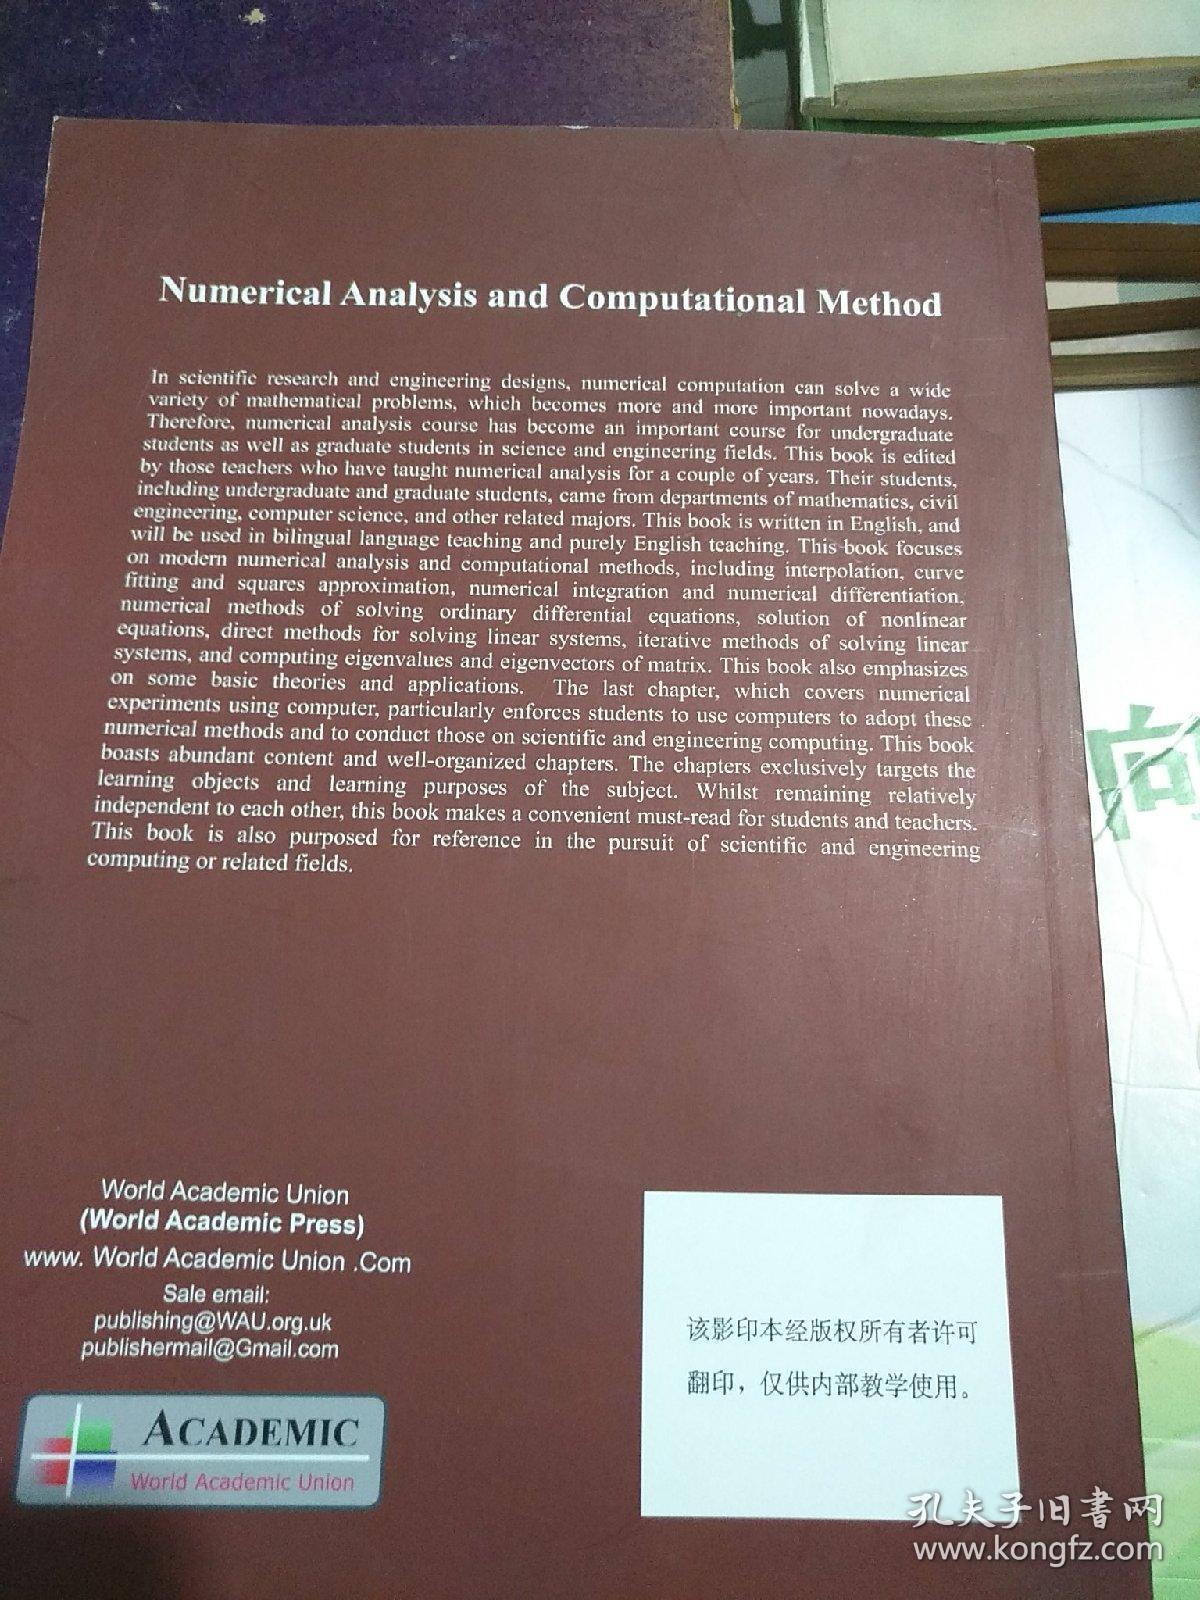 Numerical Analysis and Computational Method
In scientific research and engineering designs, numerical computation can solve a wide
variety of mathematical problems, which becomes more and more important nowadays.
Therefore, numerical analysis course has become an important course for undergraduate
students as well as graduate students in science and engineering fields. This book is edited
by those teachers who have taught numerical analysis for a couple of years. Their students,
including undergraduate and graduate students, came from departments of mathematics, civil
engineering, computer science, and other related majors. This book is written in English, and
will be used in bilingual language teaching and purely English teaching. This book focuses
on modern numerical analysis and computational methods, including interpolation, curve
fitting and squares approximation, numerical integration and numerical differentiation,
numerical methods of solving ordinary differential equations, solution of nonlinear
equations, direct methods for solving linear systems, iterative methods of solving linear
systems, and computing eigenvalues and eigenvectors of matrix. This book also emphasizes
on some basic theories and applications. The last chapter, which covers numerical
experiments using computer, particularly enforces students to use computers to adopt these
numerical methods and to conduct those on scientific and engineering computing. This book
boasts abundant content and well-organized chapters. The chapters exclusively targets the
learning objects and learning purposes of the subject. Whilst remaining relatively
independent to each other, this book makes a convenient must-read for students and teachers.
This book is also purposed for reference in the pursuit of scientific and engineering
computing or related fields.
World Academic Union
(World Academic Press)
www. World Academic Union .Com
Sale email:
publishing@WAU.org.uk
publishermail@Gmail.com
ACADEMIC
World Academic Union
该影印本经版权所有者许可
翻印，仅供内部教学使用。
向
孔夫子旧书网
www.kongfz.com